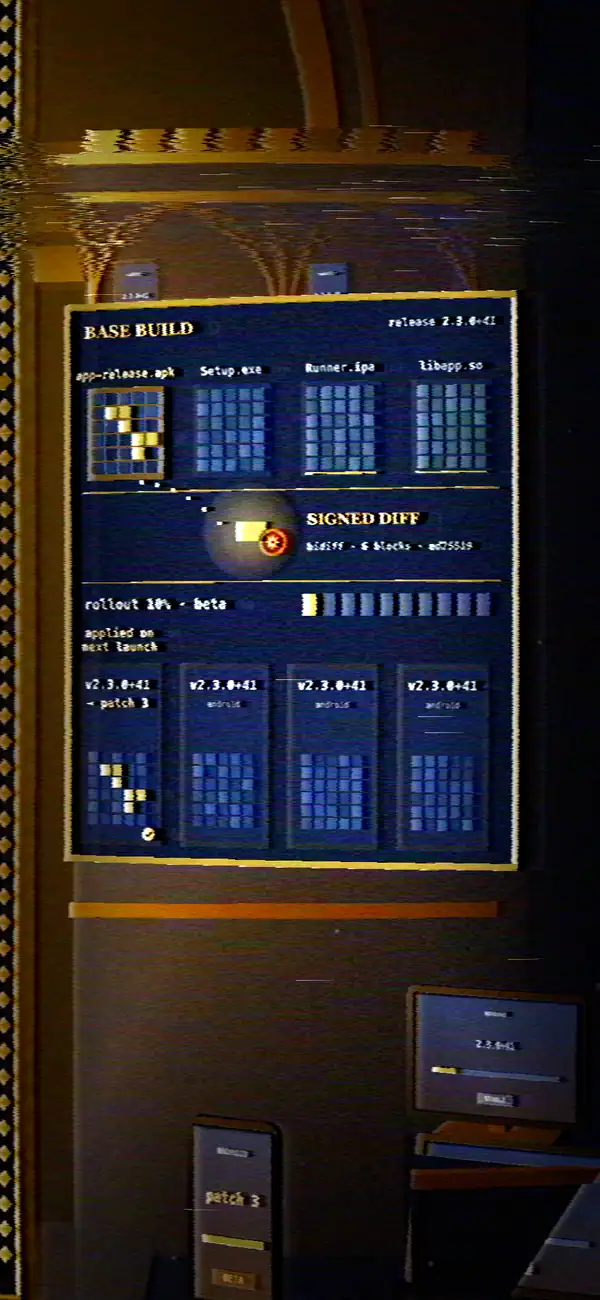 BASE BUILD
release 2.3.0+41
app-release.apk
Setup.exe
Runner.ipa
libapp.so
SIGNED DIFF
bidiff - 6 blocks - ed25519
rollout 10% - beta
applied on
next launch
v2.3.0+41
→ patch 3
v2.3.0+41
android
v2.3.0+41
android
v2.3.0+41
android
2.3.0+41
STABLE
ANDROID
patch 3
BETA